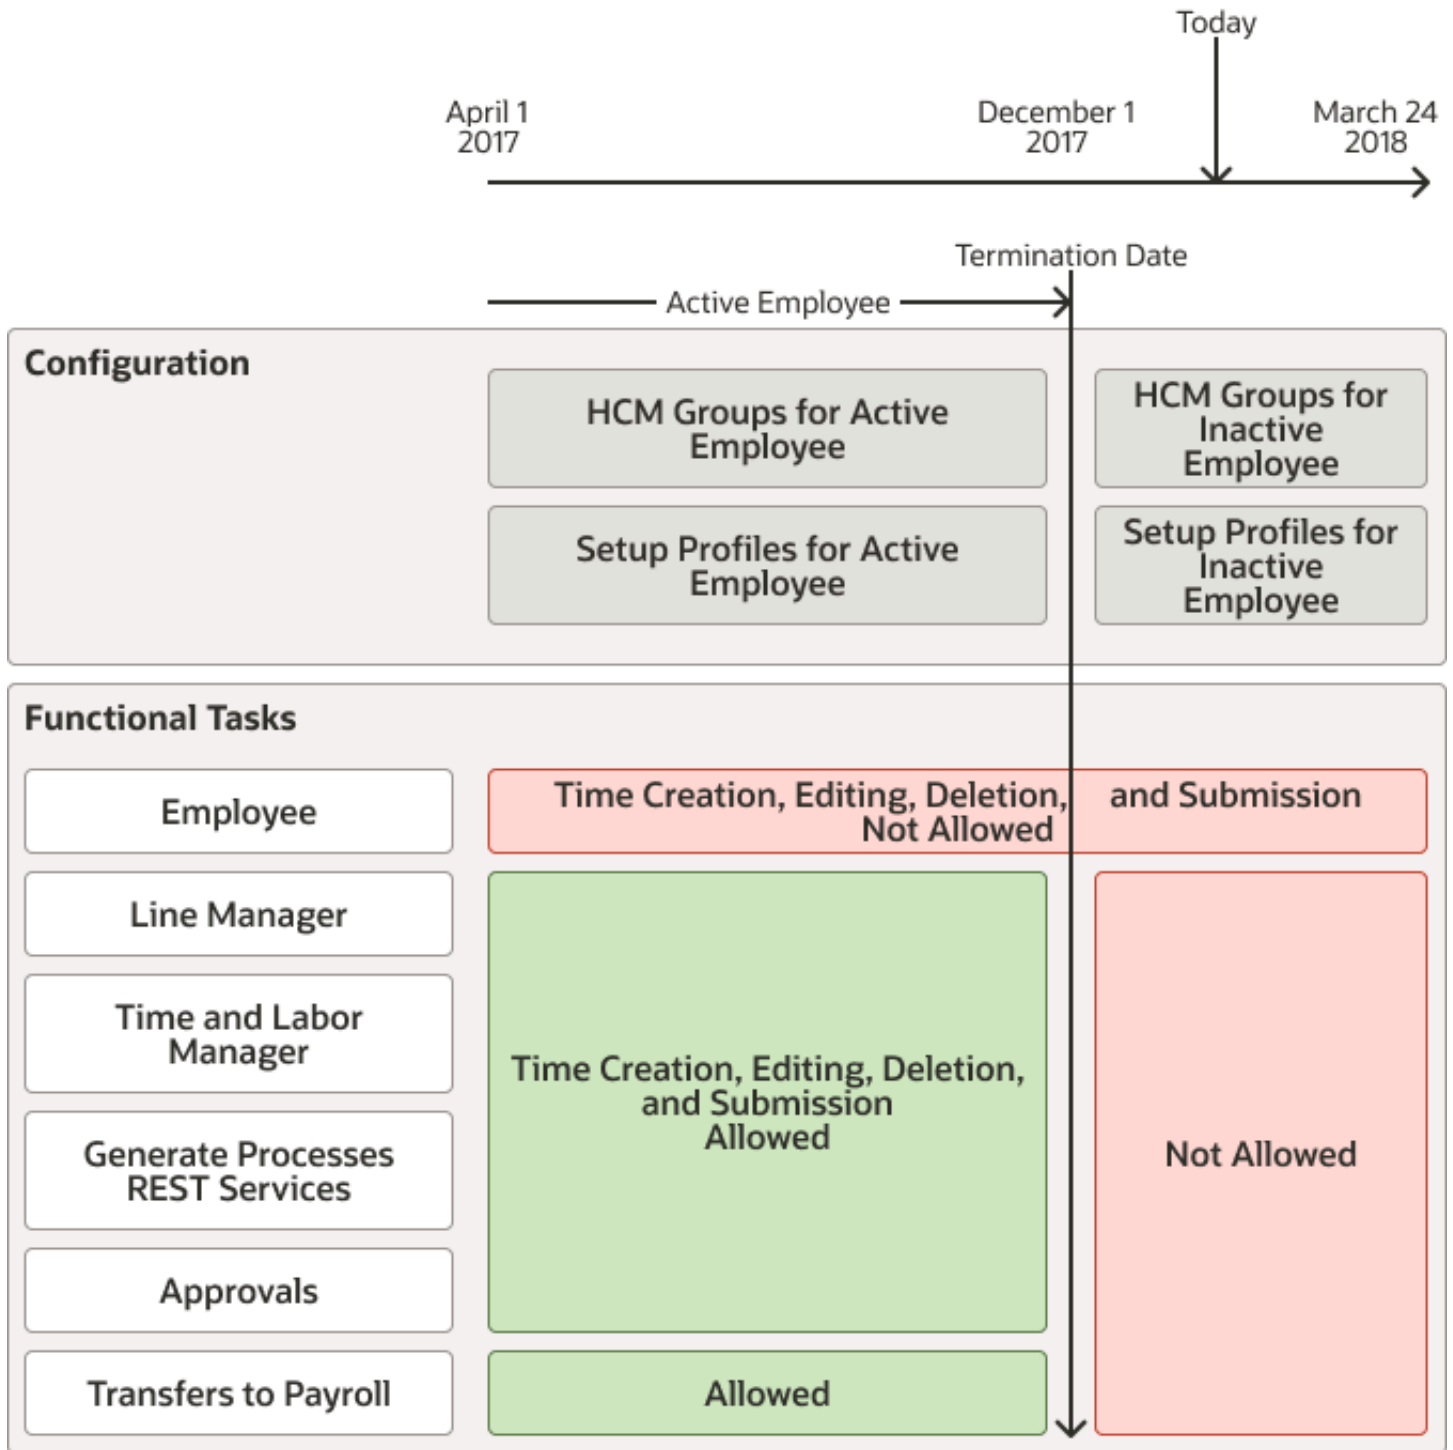 Today
April 1
2017
December 1
2017
March 24
2018
Termination Date
Active Employee
Configuration
HCM Groups for Active
Employee
HCM Groups for
Inactive
Employee
Setup Profiles for Active
Employee
Setup Profiles for
Inactive
Employee
Functional Tasks
Employee
Time Creation, Editing, Deletion, and Submission
Not Allowed
Line Manager
Time and Labor
Manager
Generate Processes
REST Services
Approvals
Time Creation, Editing, Deletion,
and Submission
Allowed
Not Allowed
Transfers to Payroll
Allowed